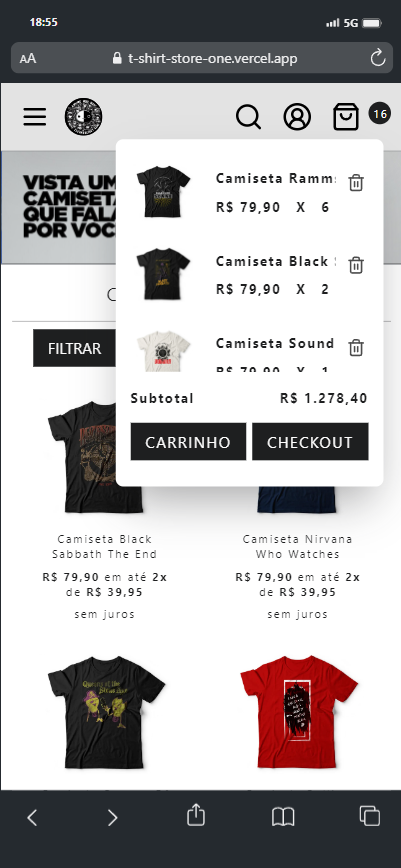 18:55
5G
AA
t-shirt-store-one.vercel.app
16
VISTA UM
CAMISETA
QUE FALA
POR VOC
Camiseta Ramms
R$ 79,90 X 6
Camiseta Black S
R$ 79,90 X 2
Camiseta Sound
R$ 79,90 X 1
Subtotal R$ 1.278,40
CARRINHO CHECKOUT
FILTRAR
Camiseta Black
Sabbath The End
R$ 79,90 em até 2x
de R$ 39,95
sem juros
Camiseta Nirvana
Who Watches
R$ 79,90 em até 2x
de R$ 39,95
sem juros